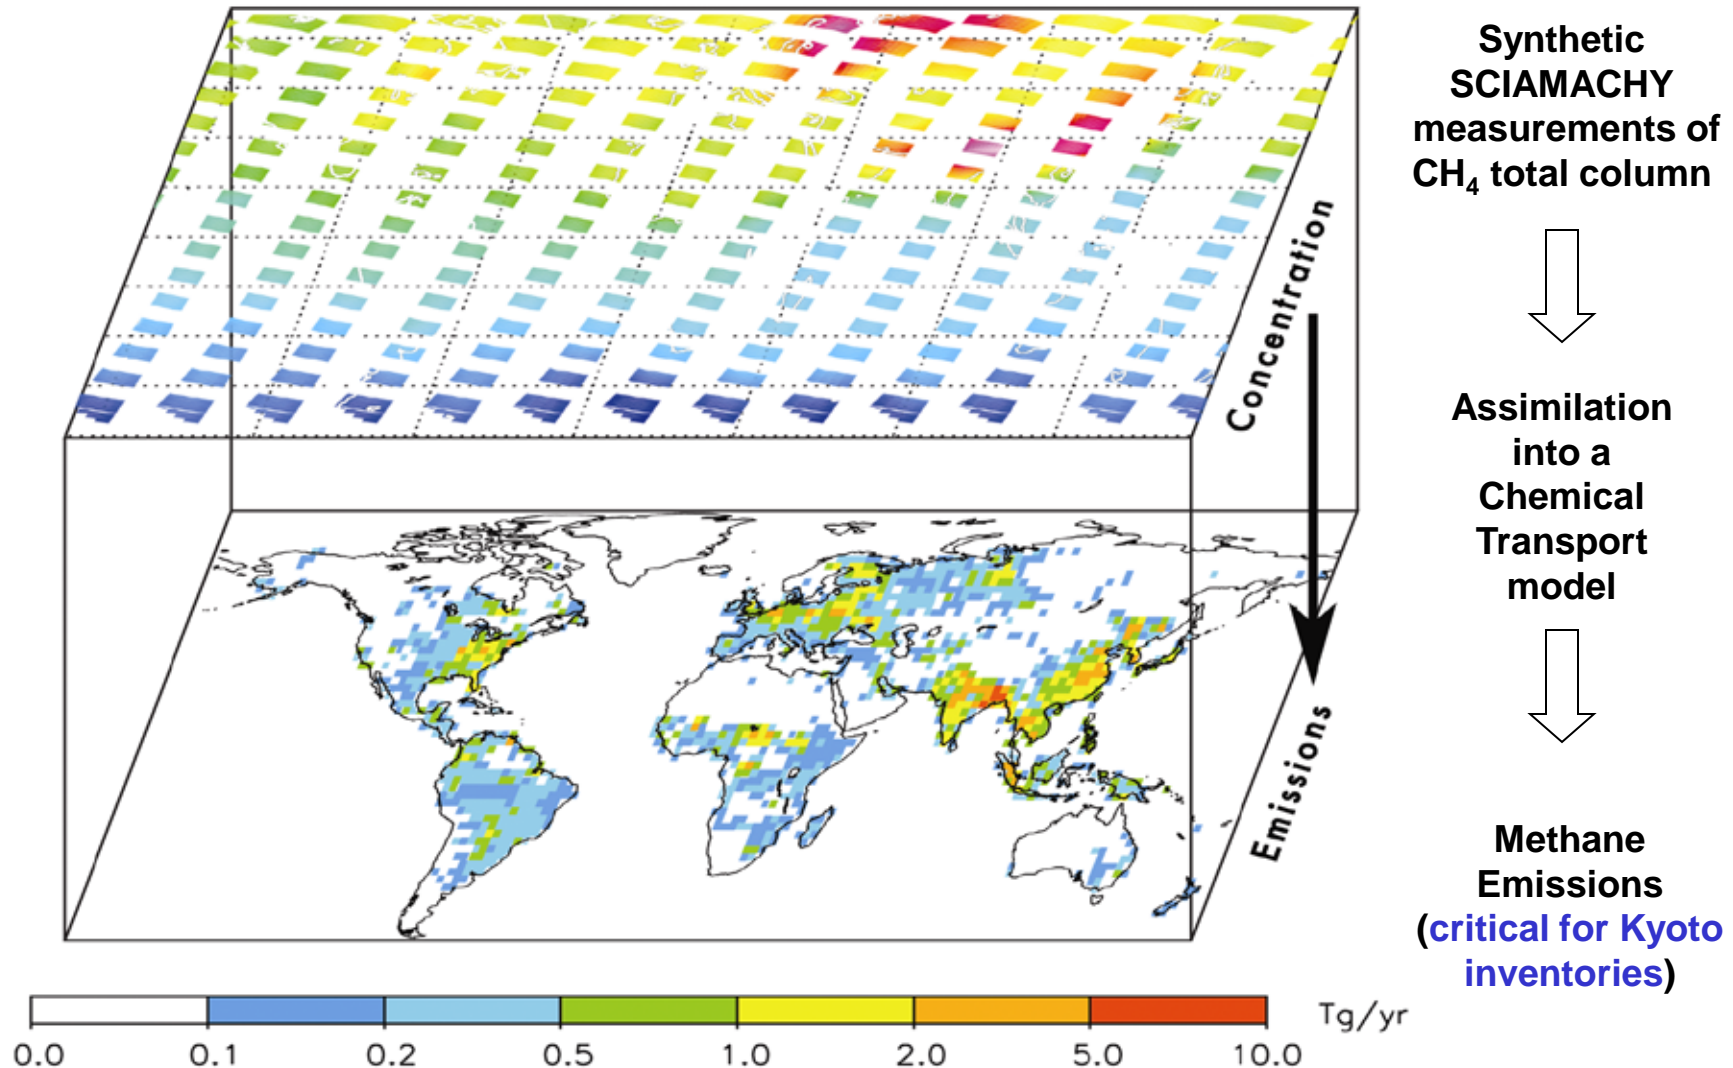 Synthetic
SCIAMACHY
measurements of
CH₄ total column
Concentration
Assimilation
into a
Chemical
Transport
model
Emissions
Methane
Emissions
(critical for Kyoto
inventories)
Tg/yr
0.0 0.1 0.2 0.5 1.0 2.0 5.0 10.0